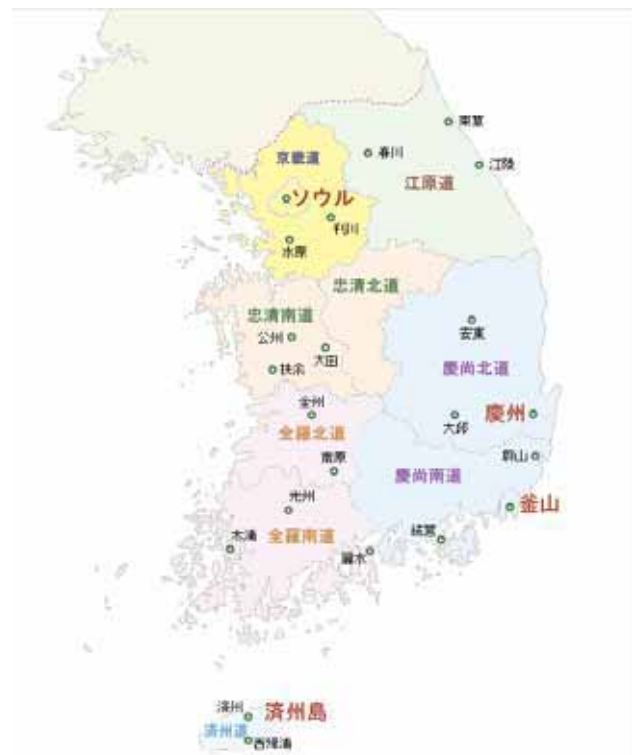 束草
京畿道
春川
江陵
江原道
ソウル
利川
水原
忠清北道
忠清南道
安東
公州
大田
扶余
慶尚北道
全州
大邱
慶州
全羅北道
南原
蔚山
慶尚南道
光州
釜山
全羅南道
統営
木浦
麗水
済州
済州島
済州道
西帰浦